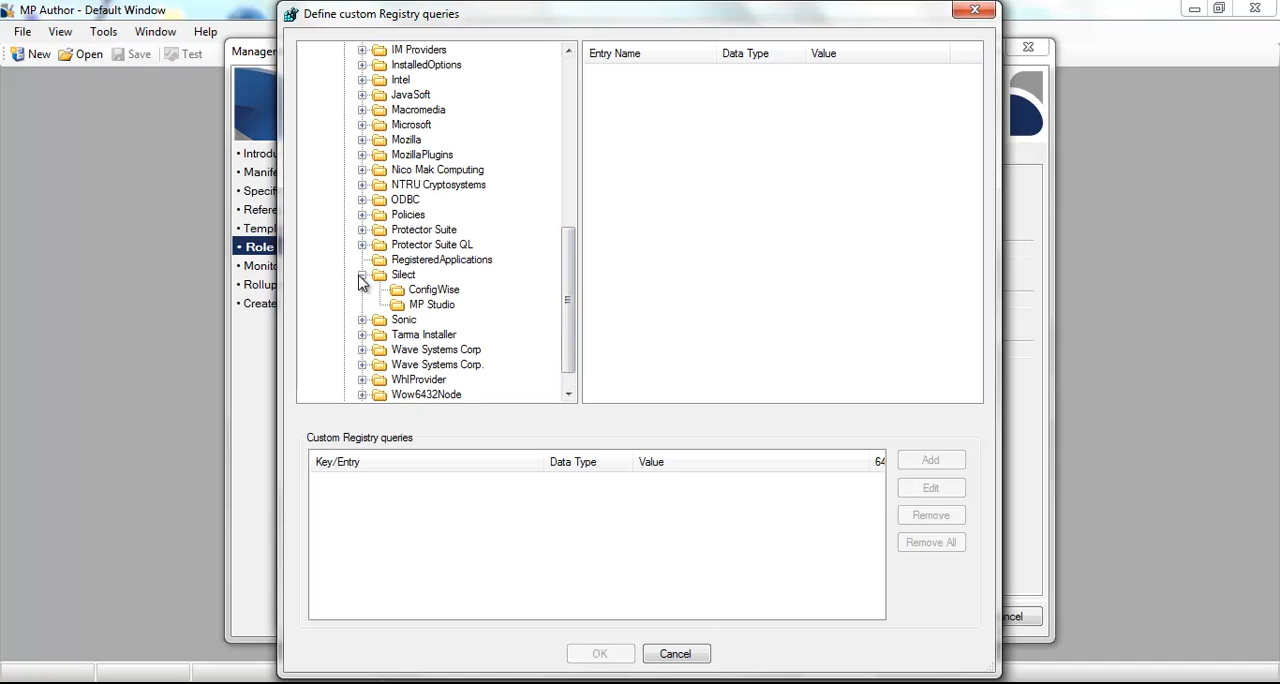 MP Author - Default Window
File View Tools Window Help
New Open Save Test
Define custom Registry queries
Entry Name Data Type Value
IM Providers
InstalledOptions
Intel
JavaSoft
Macromedia
Microsoft
Mozilla
MozillaPlugins
Nico Mak Computing
NTRU Cryptosystems
ODBC
Policies
Protector Suite
Protector Suite QL
RegisteredApplications
Silect
ConfigWise
MP Studio
Sonic
Tarma Installer
Wave Systems Corp
Wave Systems Corp.
WhlProvider
Wow6432Node
Custom Registry queries
Key/Entry Data Type Value 64
Add
Edit
Remove
Remove All
OK Cancel
Manager
• Introdu
• Manife
• Specif
• Refere
• Templ
• Role
• Monito
• Rollup
• Create
ncel